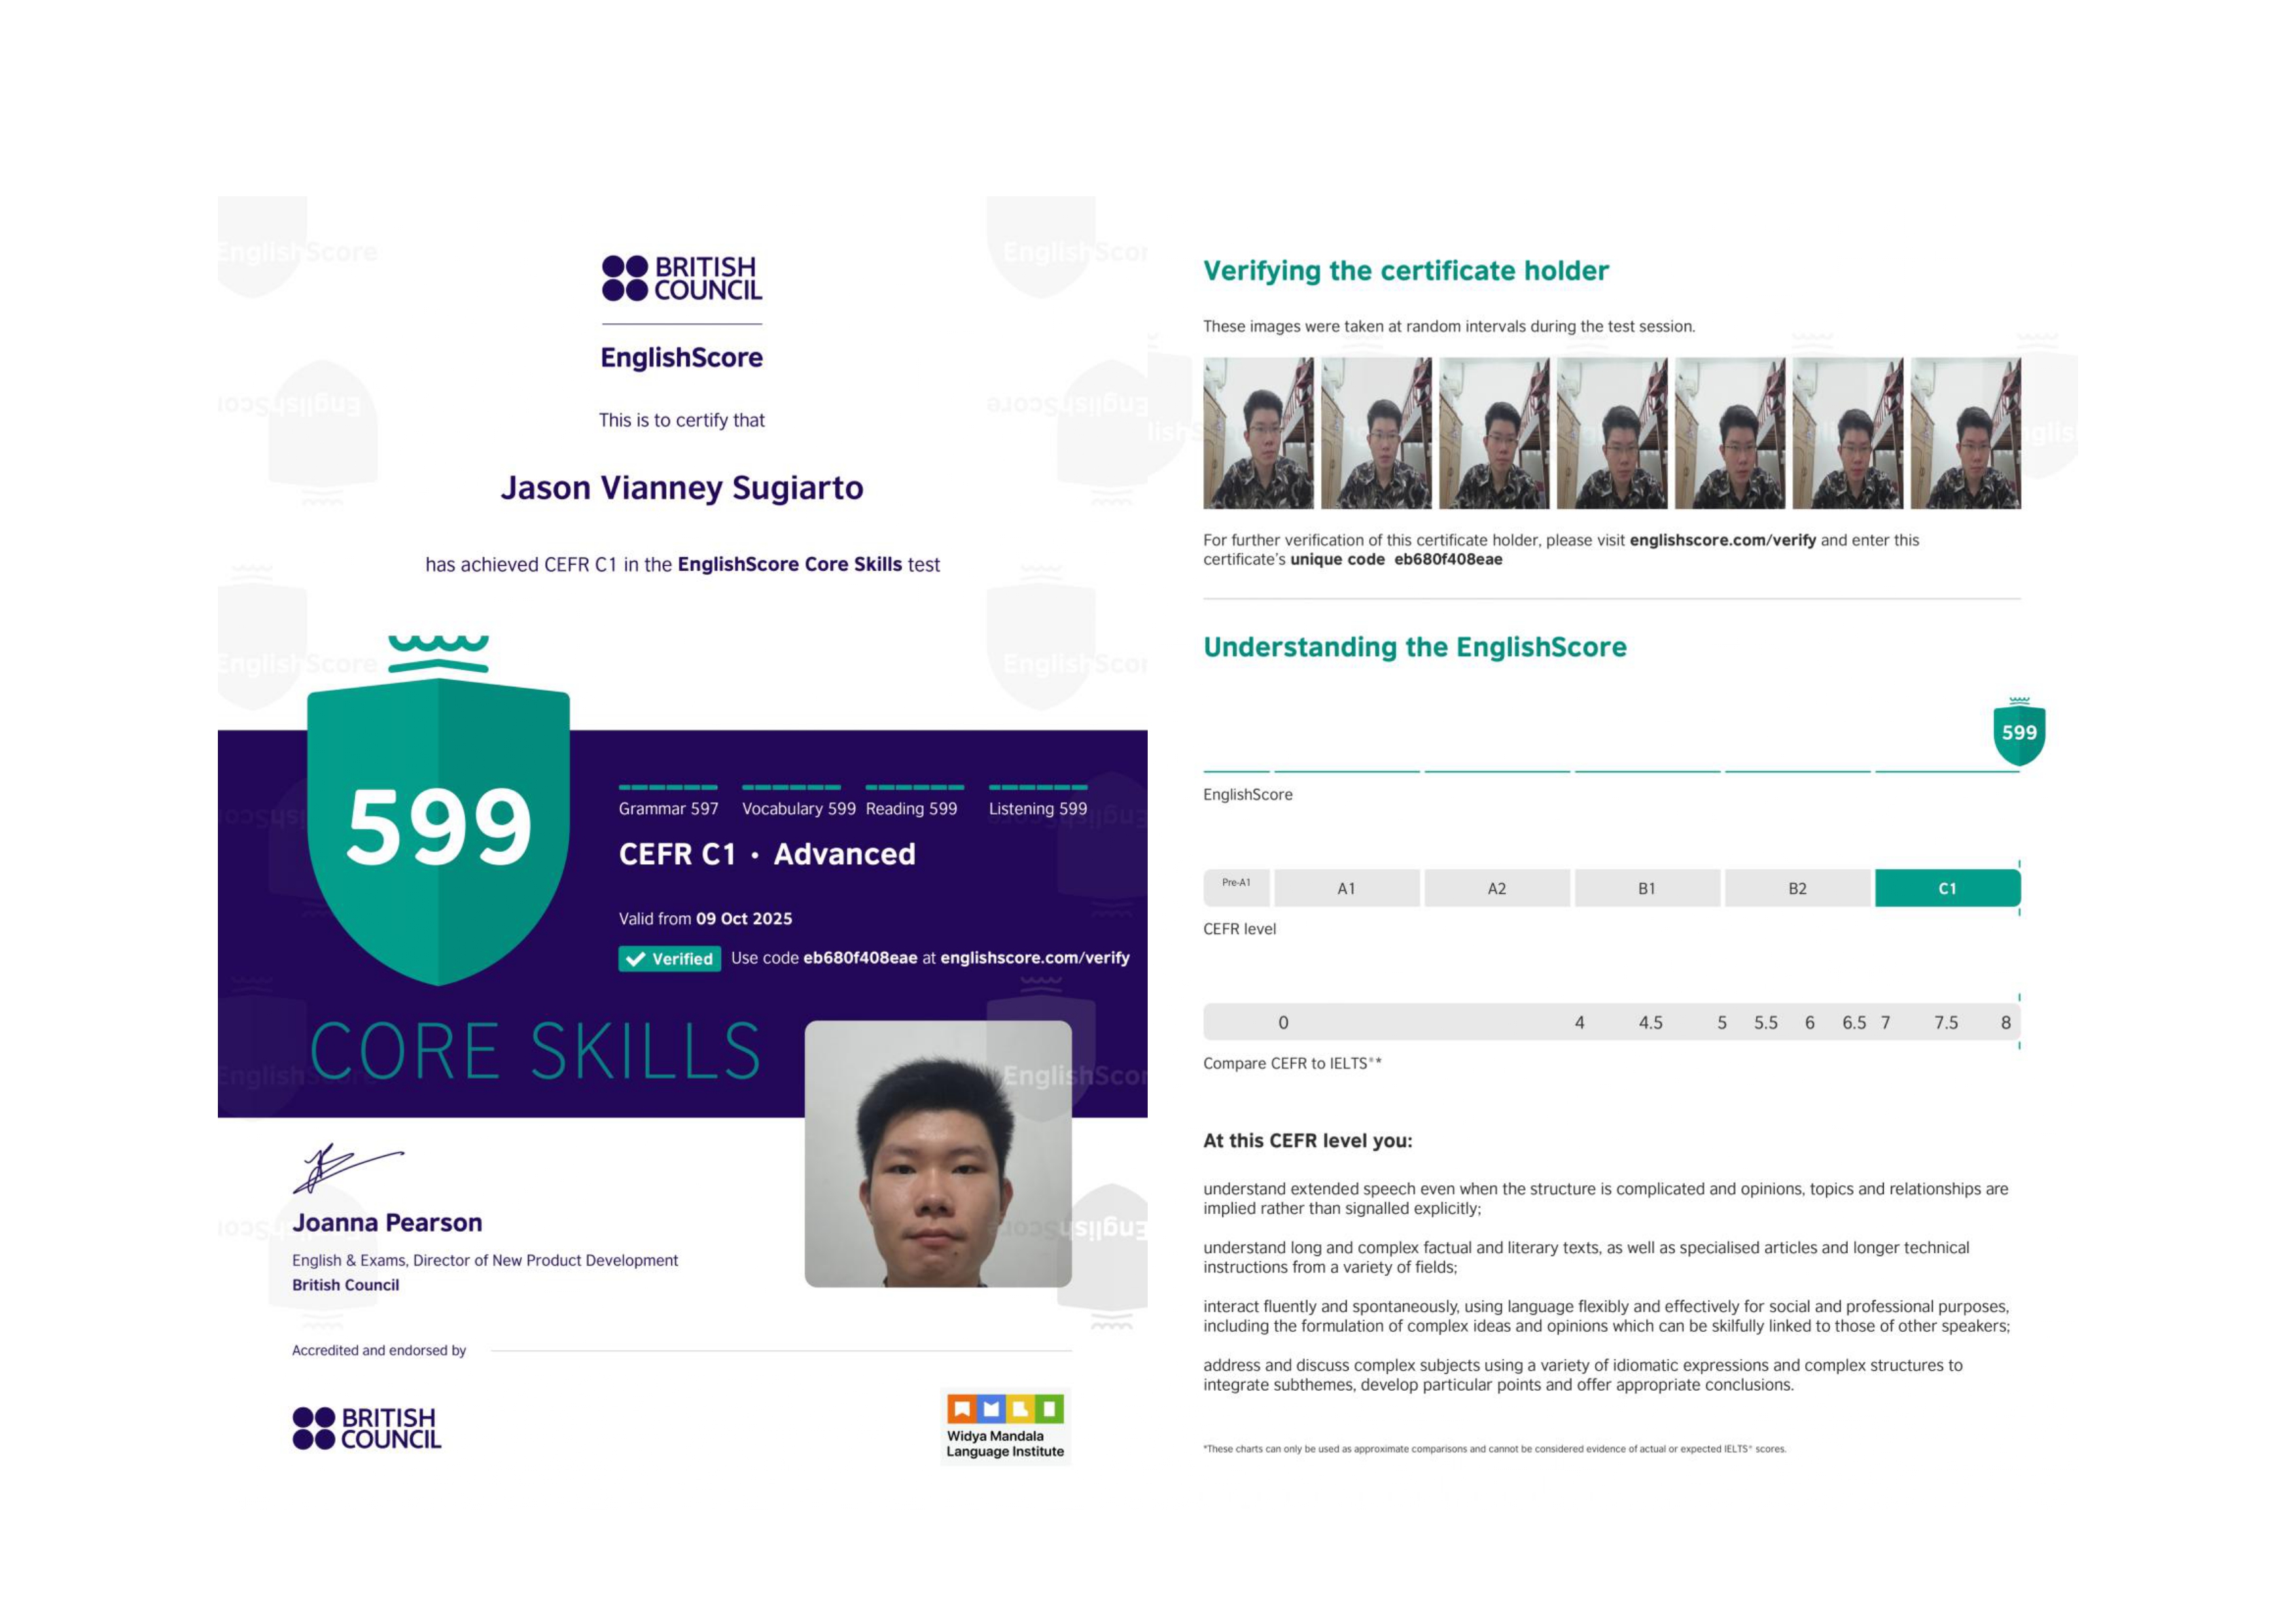 BRITISH
COUNCIL
EnglishScore
This is to certify that
Jason Vianney Sugiarto
has achieved CEFR C1 in the EnglishScore Core Skills test
599
Grammar 597 Vocabulary 599 Reading 599 Listening 599
CEFR C1 · Advanced
Valid from 09 Oct 2025
Verified Use code eb680f408eae at englishscore.com/verify
CORE SKILLS
Joanna Pearson
English & Exams, Director of New Product Development
British Council
Accredited and endorsed by
BRITISH
COUNCIL
Widya Mandala
Language Institute
Verifying the certificate holder
These images were taken at random intervals during the test session.
For further verification of this certificate holder, please visit englishscore.com/verify and enter this
certificate's unique code eb680f408eae
Understanding the EnglishScore
599
EnglishScore
Pre-A1 A1 A2 B1 B2 C1
CEFR level
0 4 4.5 5 5.5 6 6.5 7 7.5 8
Compare CEFR to IELTS®*
At this CEFR level you:
understand extended speech even when the structure is complicated and opinions, topics and relationships are
implied rather than signalled explicitly;
understand long and complex factual and literary texts, as well as specialised articles and longer technical
instructions from a variety of fields;
interact fluently and spontaneously, using language flexibly and effectively for social and professional purposes,
including the formulation of complex ideas and opinions which can be skilfully linked to those of other speakers;
address and discuss complex subjects using a variety of idiomatic expressions and complex structures to
integrate subthemes, develop particular points and offer appropriate conclusions.
*These charts can only be used as approximate comparisons and cannot be considered evidence of actual or expected IELTS® scores.